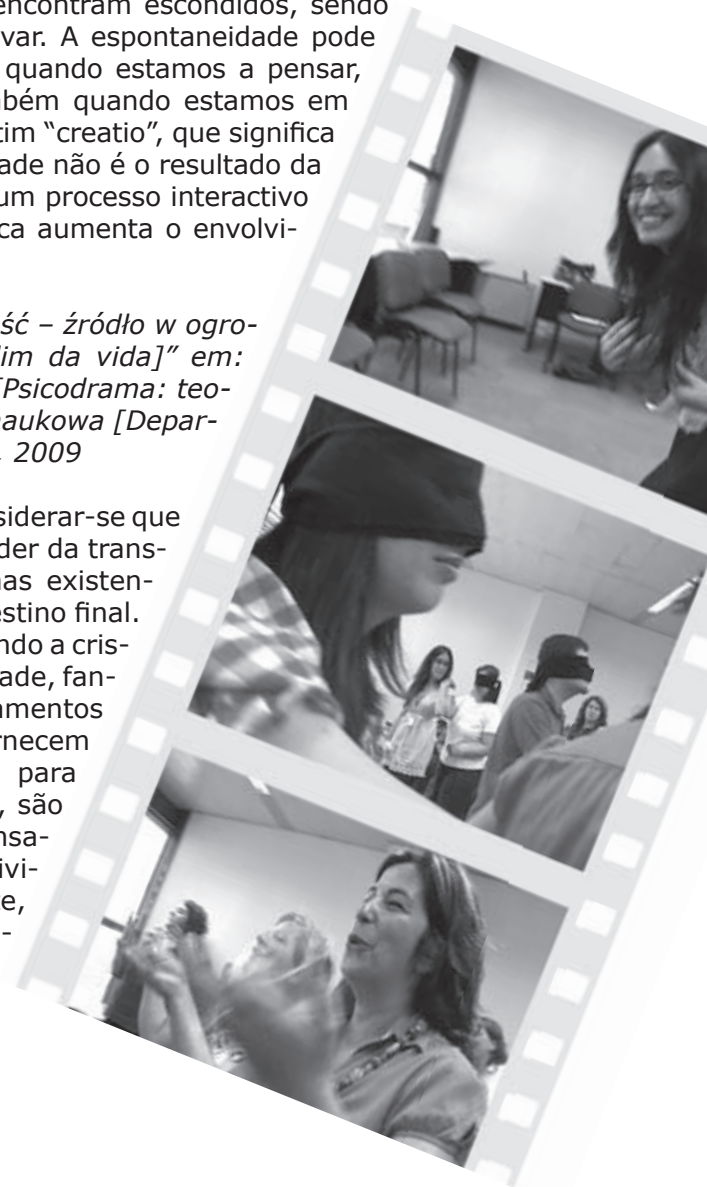 encontram escondidos, sendo
var. A espontaneidade pode
quando estamos a pensar,
bém quando estamos em
tim “creatio”, que significa
ade não é o resultado da
um processo interactivo
ca aumenta o envolvi-
ść – źródło w ogro-
lim da vida]” em:
[Psicodrama: teo-
naukowa [Depar-
, 2009
siderar-se que
der da trans-
nas existen-
estino final.
ndo a cris-
ade, fan-
amentos
rnecem
para
, são
nsa-
ivi-
e,
-